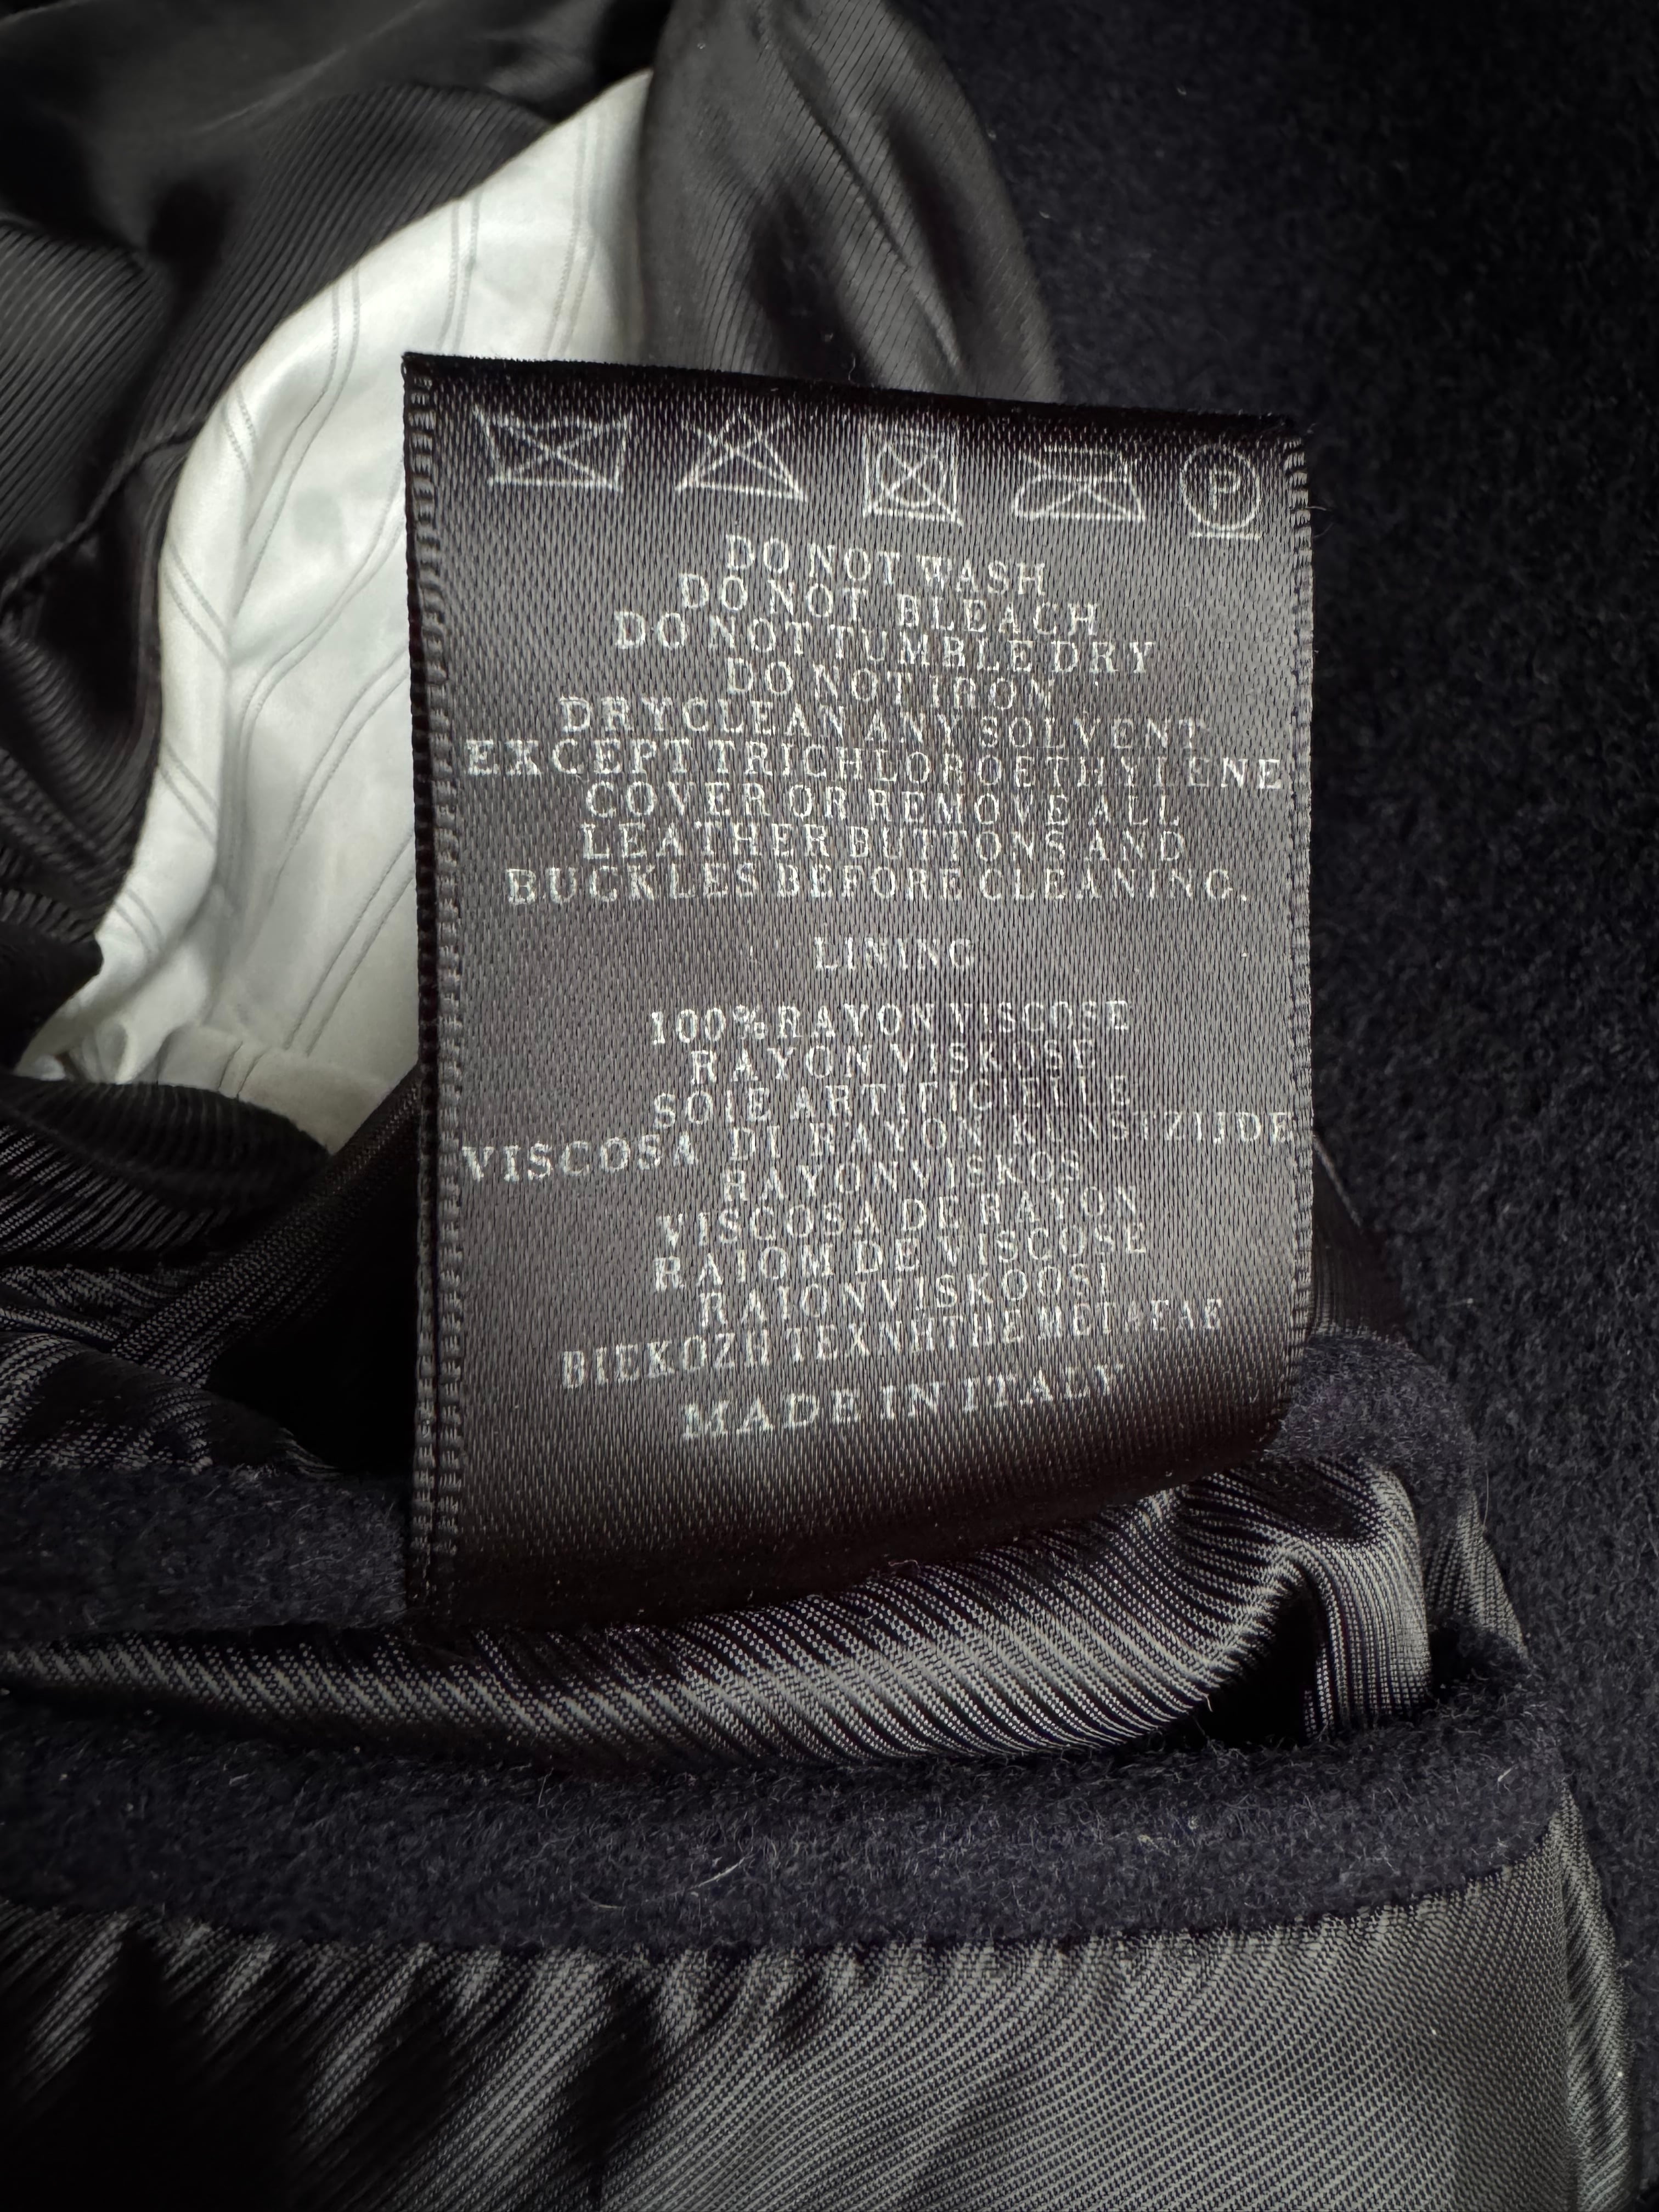 P
DO NOT WASH
DO NOT BLEACH
DO NOT TUMBLE DRY
DO NOT IRON
DRYCLEAN ANY SOLVENT
EXCEPT TRICHLOROETHYLENE
COVER OR REMOVE ALL
LEATHER BUTTONS AND
BUCKLES BEFORE CLEANING.
LINING
100% RAYON VISCOSE
RAYON VISKOSE
SOIE ARTIFICIELLE
VISCOSA DI RAYON KUNSTZIJDE
RAYONVISKOS
VISCOSA DE RAYON
RAIOM DE VISCOSE
RAIONVISKOOSI
MADE IN ITALY